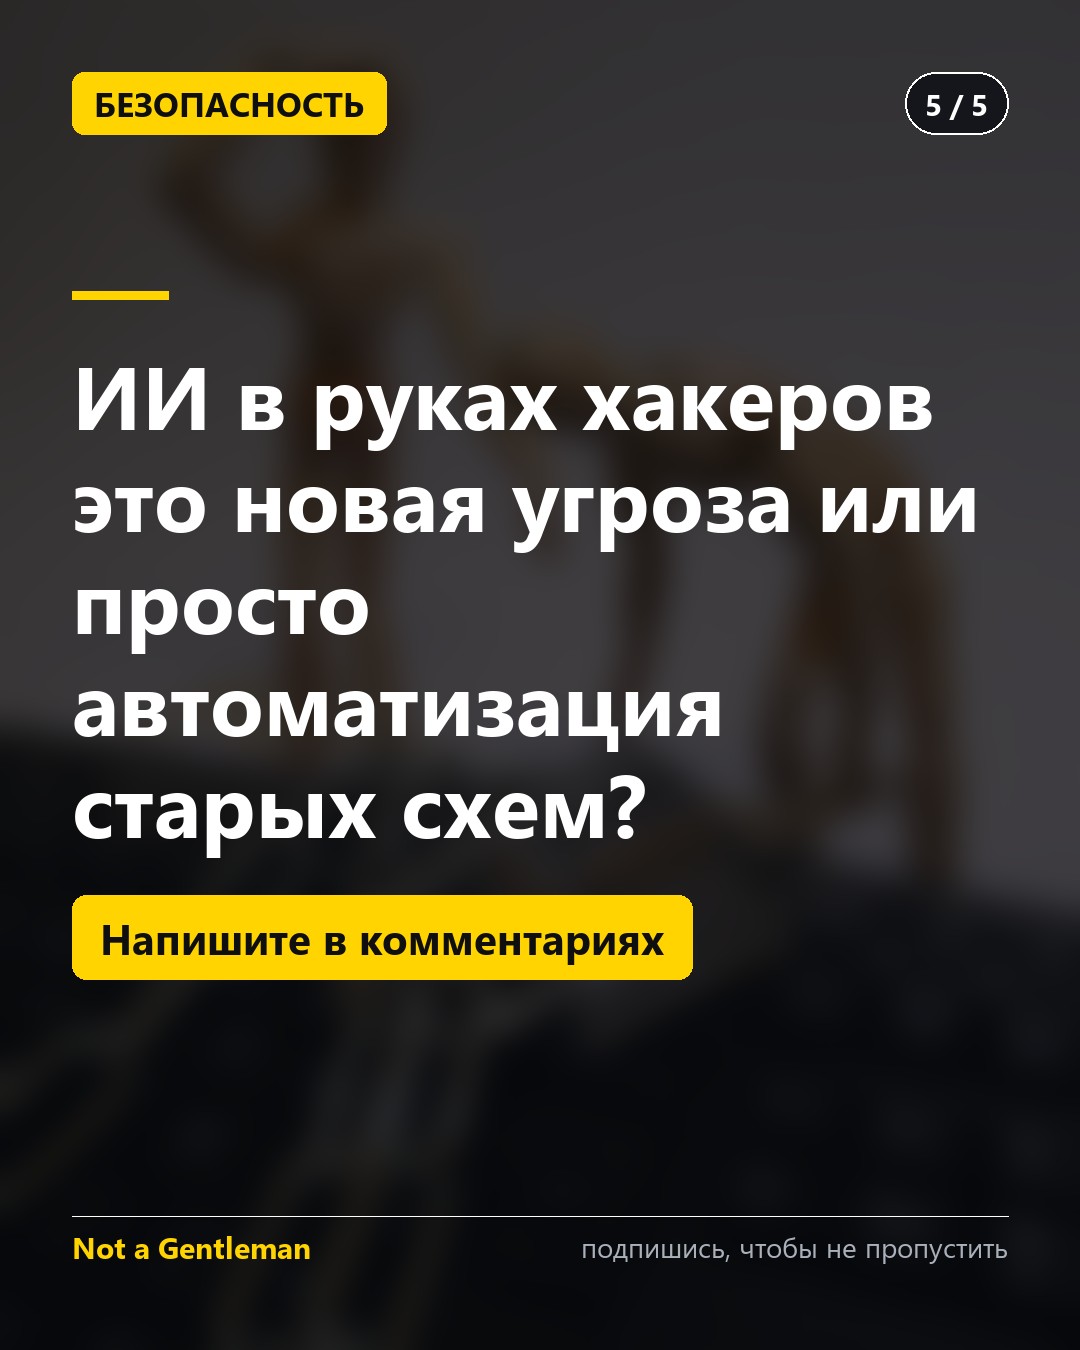 БЕЗОПАСНОСТЬ
5 / 5
ИИ в руках хакеров
это новая угроза или
просто
автоматизация
старых схем?
Напишите в комментариях
Not a Gentleman
подпишись, чтобы не пропустить